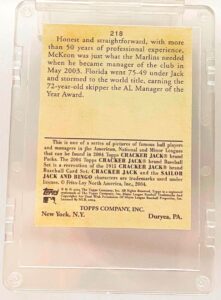 218
Honest and straightforward, with more
than 50 years of professional experience,
McKeon was just what the Marlins needed
when he became manager of the club in
May 2003. Florida went 75-49 under Jack
and stormed to the world title, earning the
72-year-old skipper the AL Manager of the
Year Award.
This is one of a series of pictures of famous ball players
and managers in the American, National and Minor Leagues
that can be found in 2004 Topps CRACKER JACK® brand
Packs. The 2004 Topps CRACKER JACK® brand Baseball
Set is a recreation of the 1915 CRACKER JACK® brand
Baseball Card Set. CRACKER JACK® and the SAILOR
JACK AND BINGO characters are trademarks used under
license. © Frito-Lay North America, Inc., 2004.
Topps
TOPPS COMPANY, INC.
New York, N.Y.
Duryea, PA.